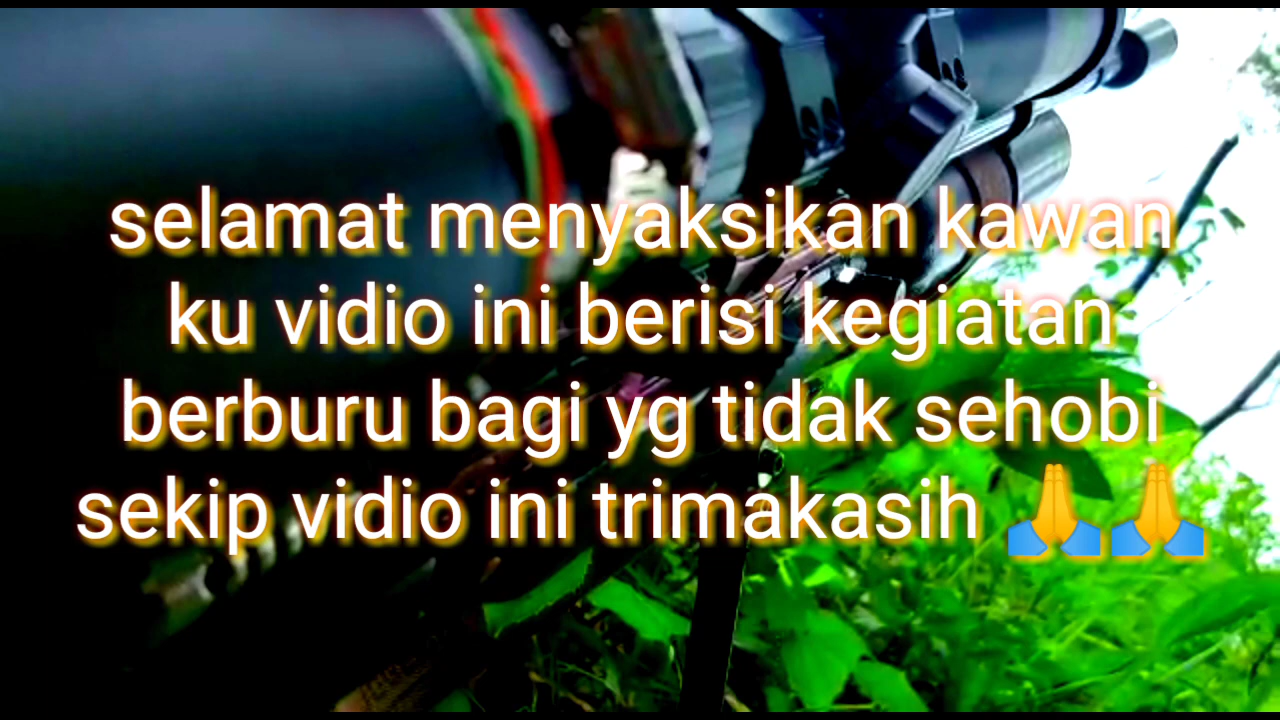 selamat menyaksikan kawan
ku vidio ini berisi kegiatan
berburu bagi yg tidak sehobi
sekip vidio ini trimakasih 🙏🙏